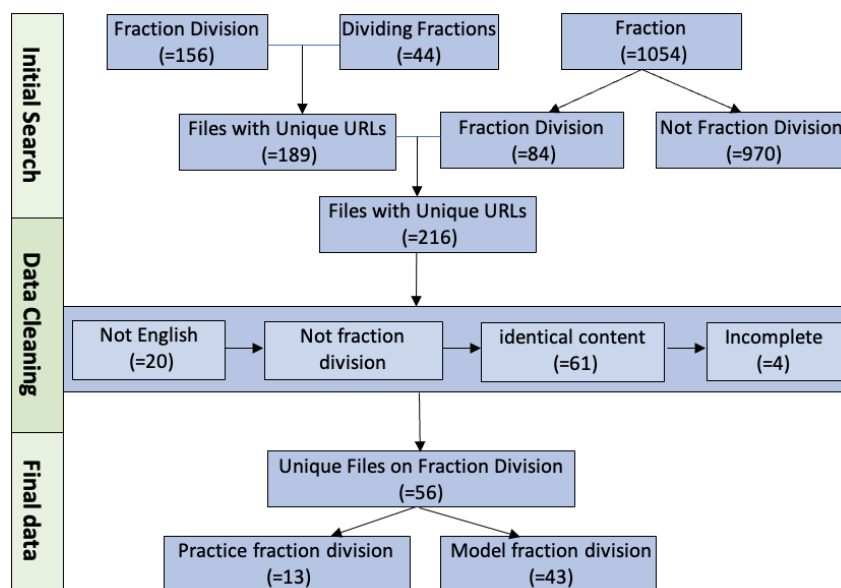 Initial Search
Fraction Division
(=156)
Dividing Fractions
(=44)
Fraction
(=1054)
Files with Unique URLs
(=189)
Fraction Division
(=84)
Not Fraction Division
(=970)
Files with Unique URLs
(=216)
Data Cleaning
Not English
(=20)
Not fraction
division
identical content
(=61)
Incomplete
(=4)
Final data
Unique Files on Fraction Division
(=56)
Practice fraction division
(=13)
Model fraction division
(=43)